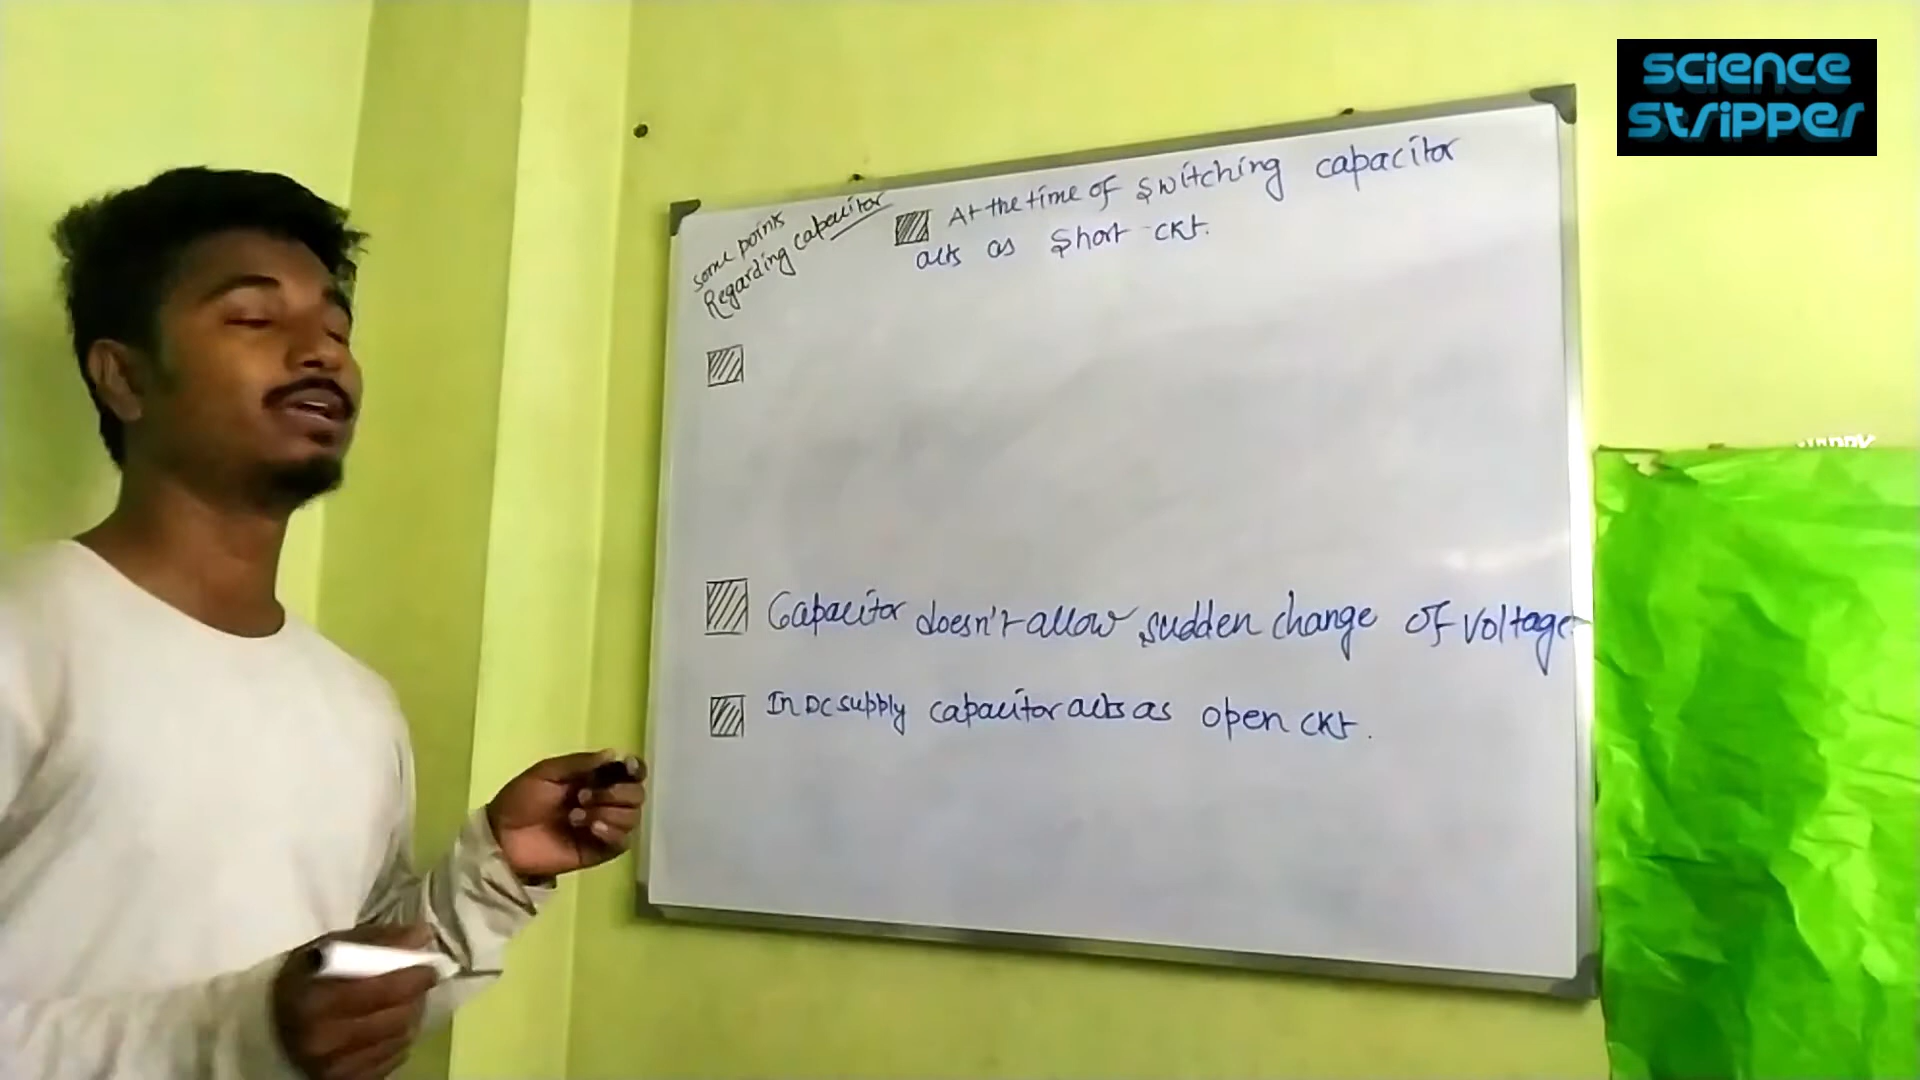 SCIENCE
STRIPPER
some points
Regarding capacitor
At the time of switching capacitor
acts as short ckt.
Capacitor doesn't allow sudden change of voltage
In DC supply capacitor acts as open ckt.
HAPPY